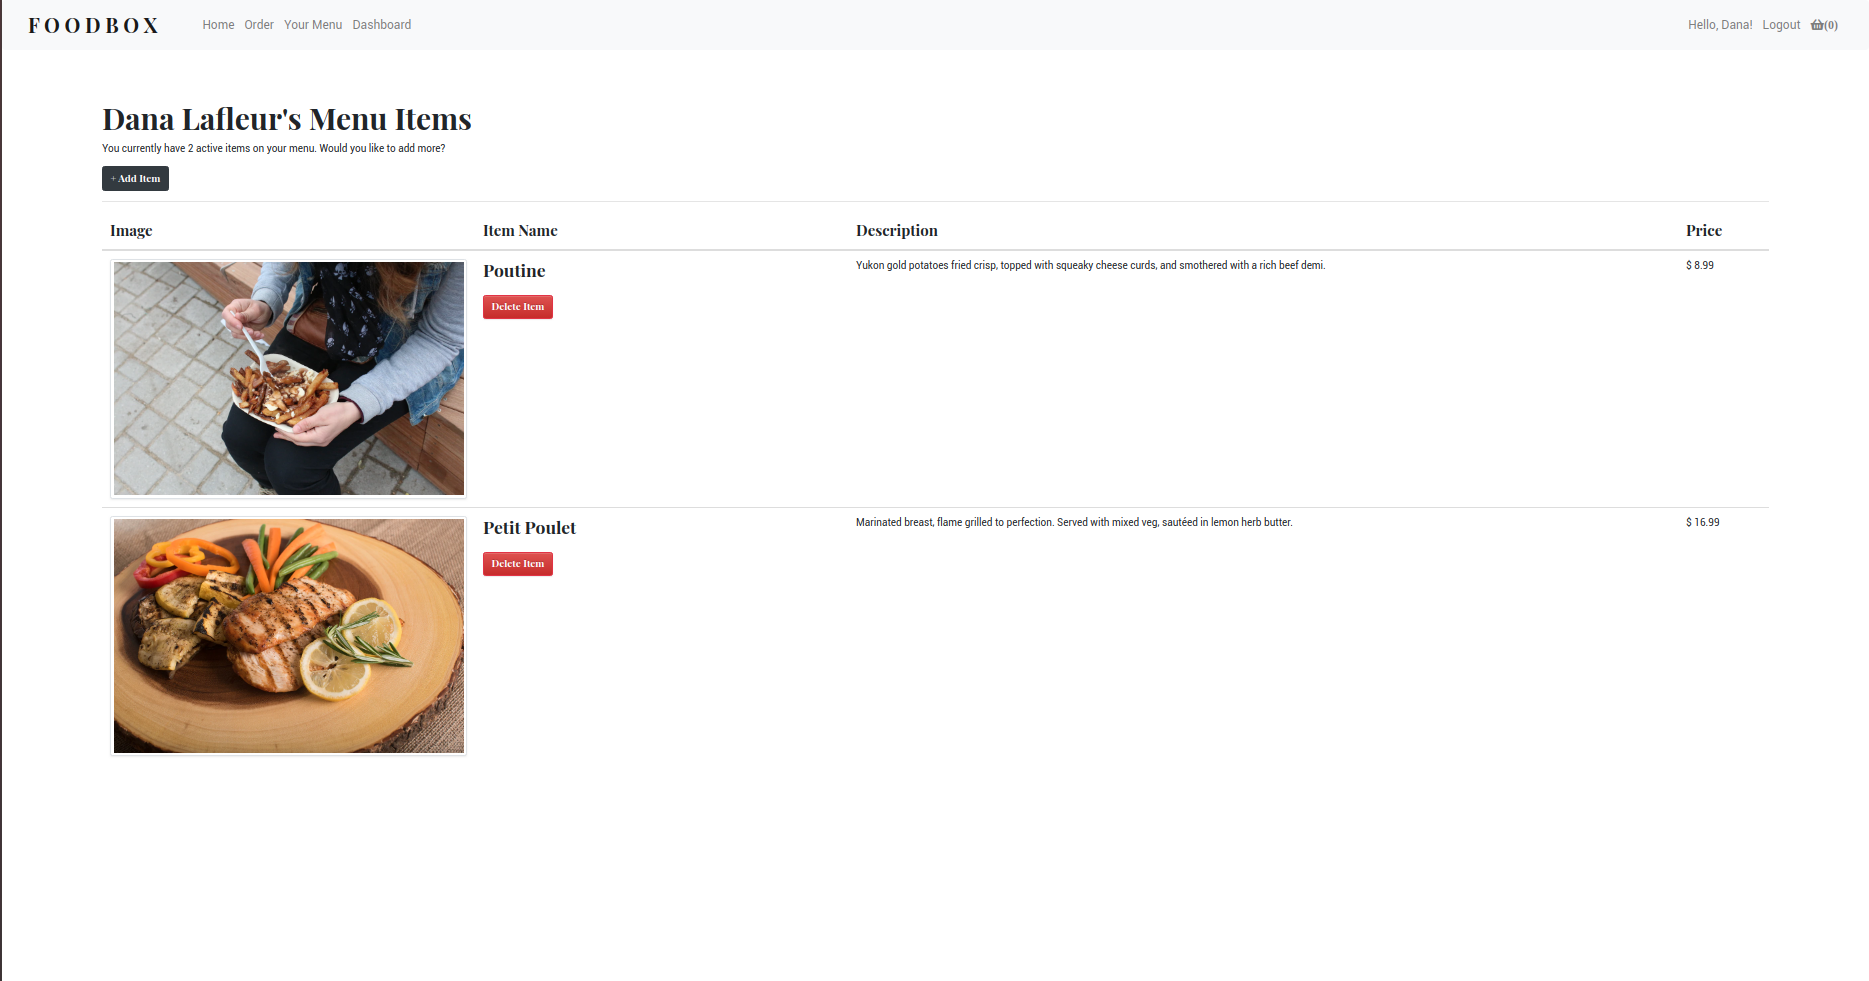 FOODBOX Home Order Your Menu Dashboard Hello, Dana! Logout (0)
Dana Lafleur's Menu Items
You currently have 2 active items on your menu. Would you like to add more?
+ Add Item
Image Item Name Description Price
Poutine Yukon gold potatoes fried crisp, topped with squeaky cheese curds, and smothered with a rich beef demi. $ 8.99
Delete Item
Petit Poulet Marinated breast, flame grilled to perfection. Served with mixed veg, sautéed in lemon herb butter. $ 16.99
Delete Item